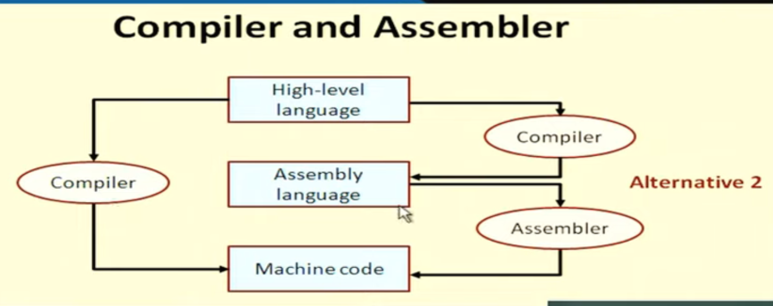 Compiler and Assembler
High-level
language
Compiler
Compiler
Assembly
language
Alternative 2
Assembler
Machine code